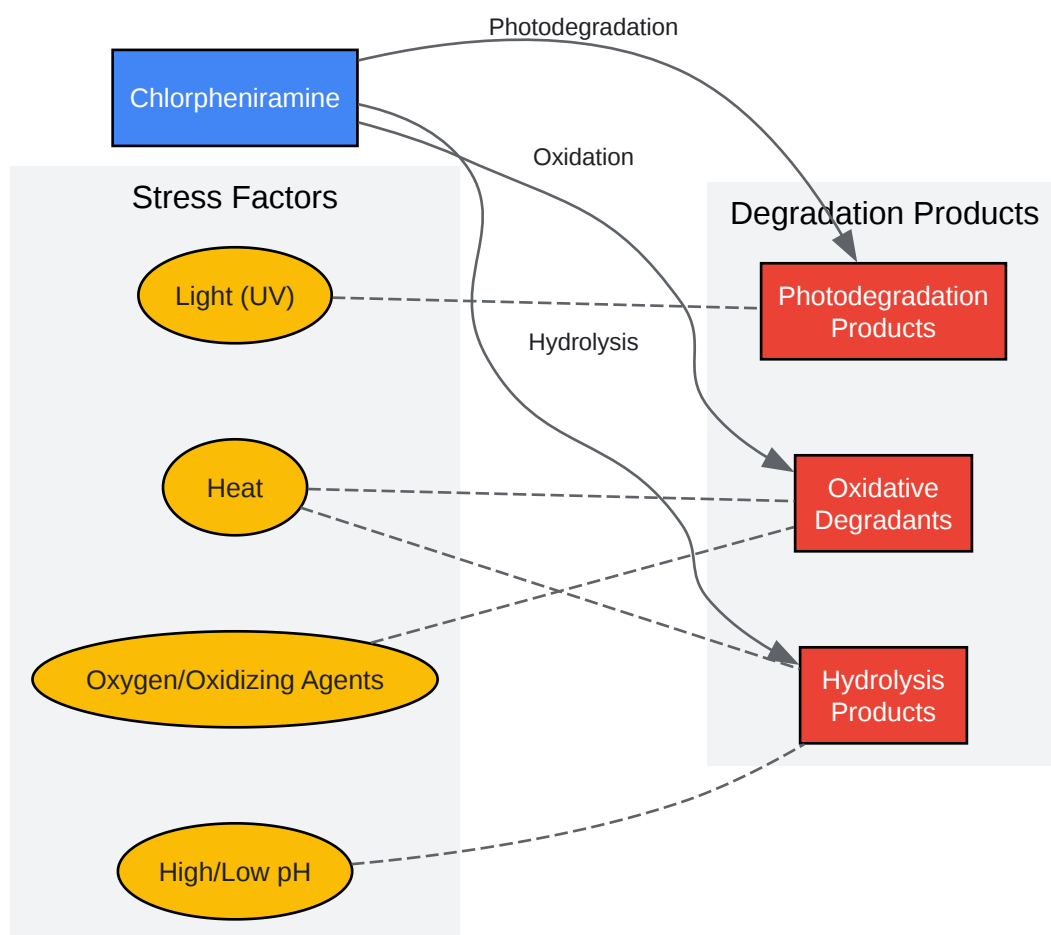 Photodegradation
Chlorpheniramine
Oxidation
Stress Factors
Degradation Products
Light (UV)
Photodegradation
Products
Hydrolysis
Heat
Oxidative
Degradants
Oxygen/Oxidizing Agents
Hydrolysis
Products
High/Low pH